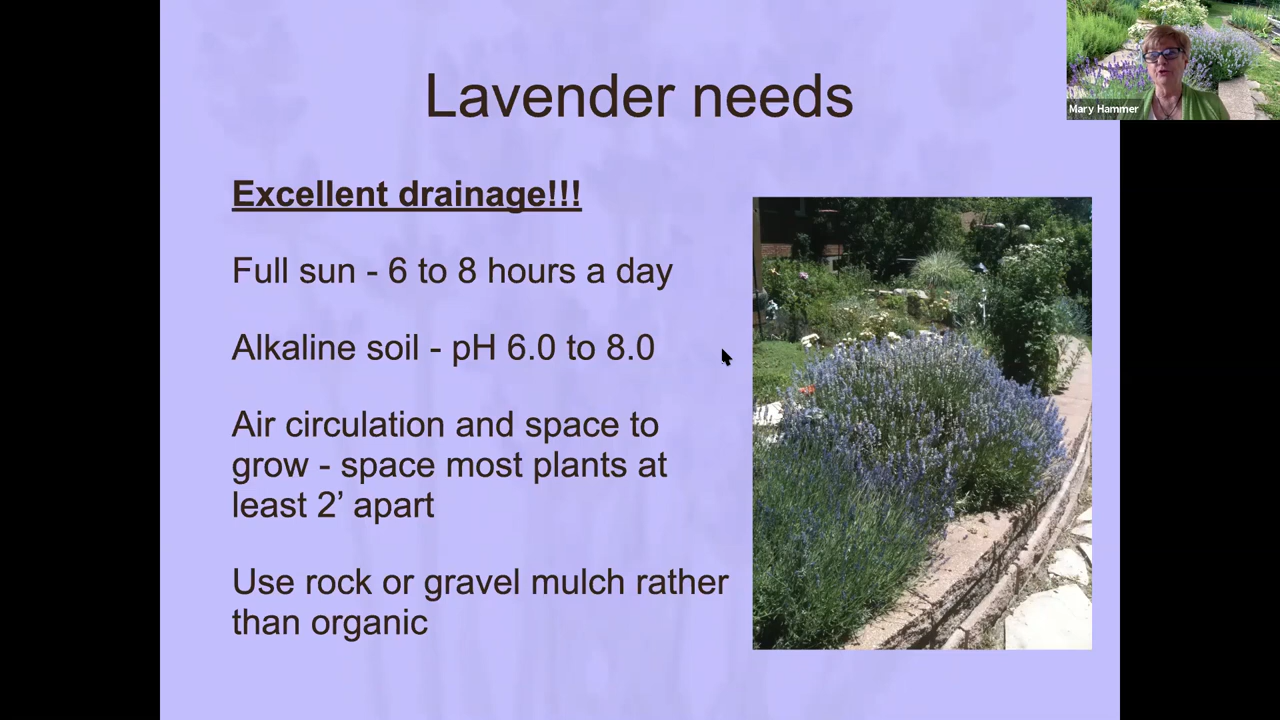 Mary Hammer
Lavender needs
Excellent drainage!!!
Full sun - 6 to 8 hours a day
Alkaline soil - pH 6.0 to 8.0
Air circulation and space to
grow - space most plants at
least 2’ apart
Use rock or gravel mulch rather
than organic